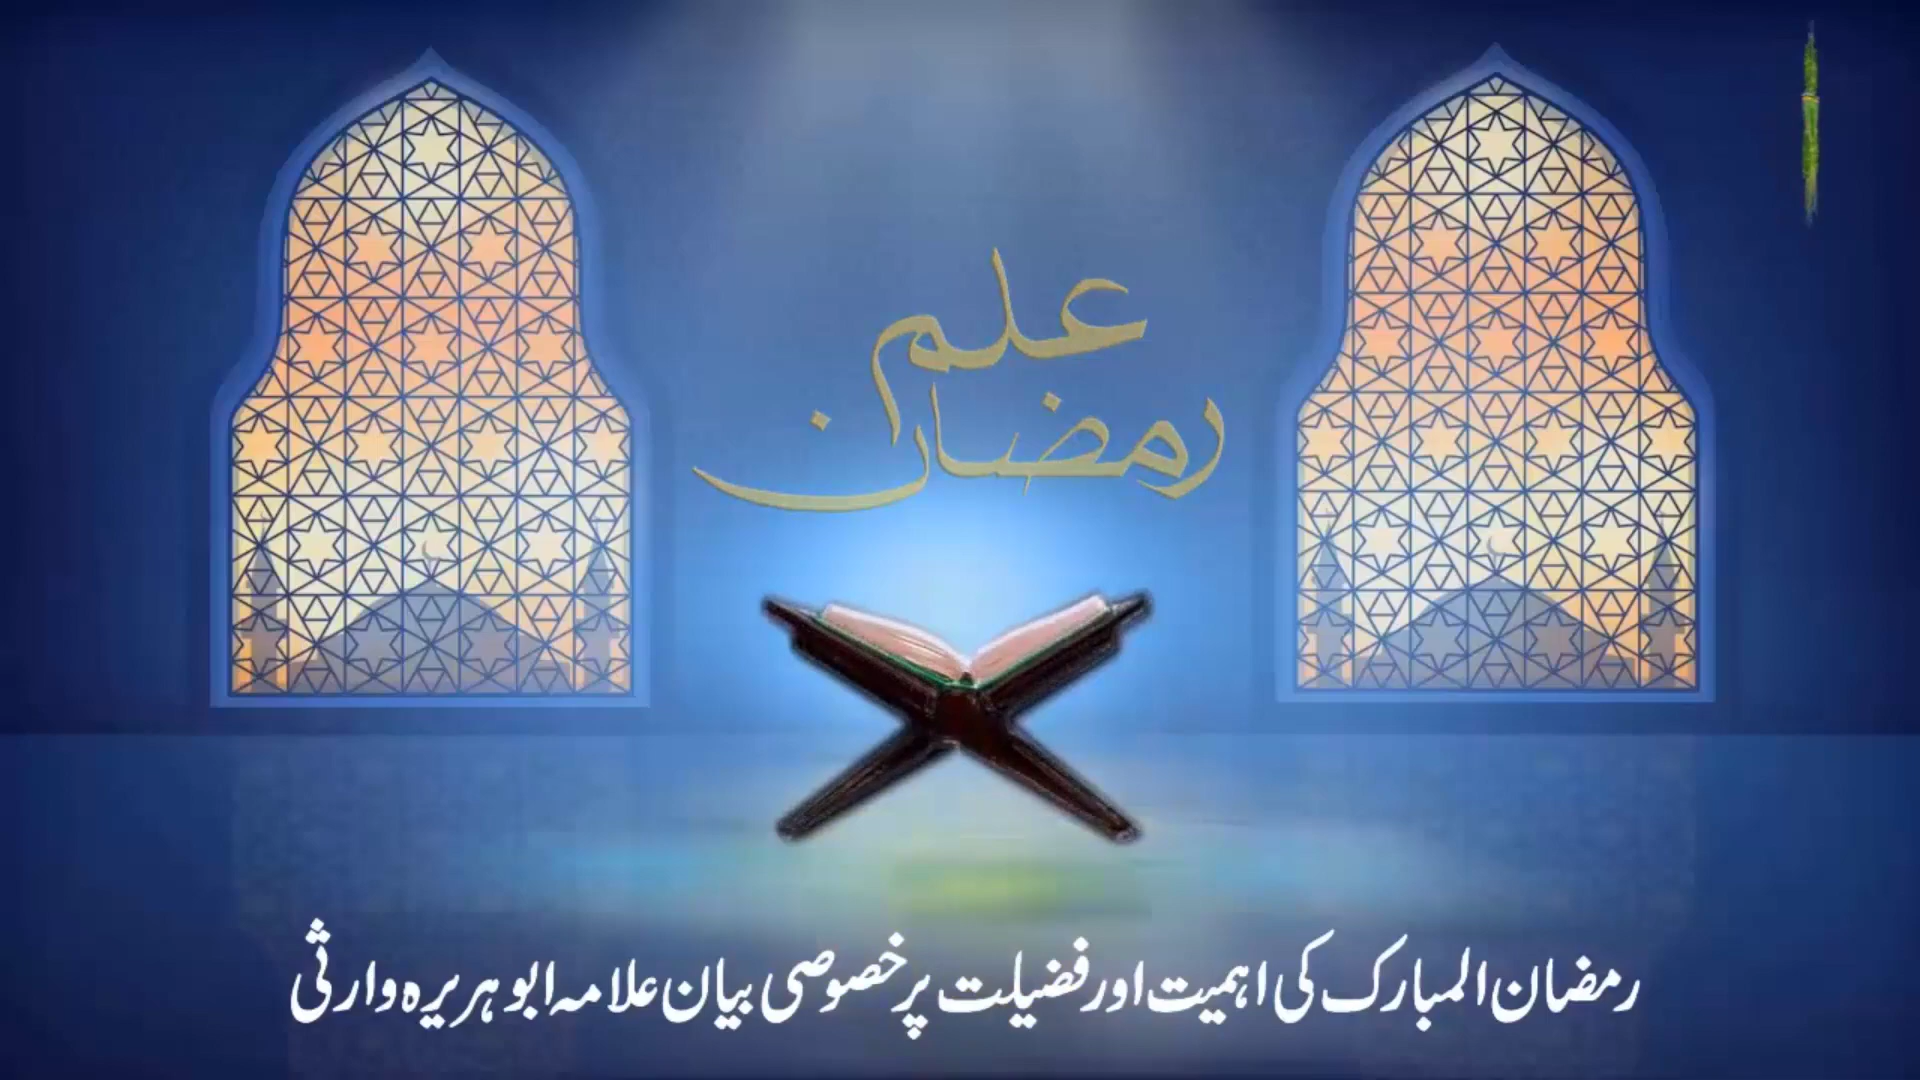 علم
رمضان
رمضان المبارک کی اہمیت اور فضیلت پر خصوصی بیان علامہ ابو ہریرہ وارثی